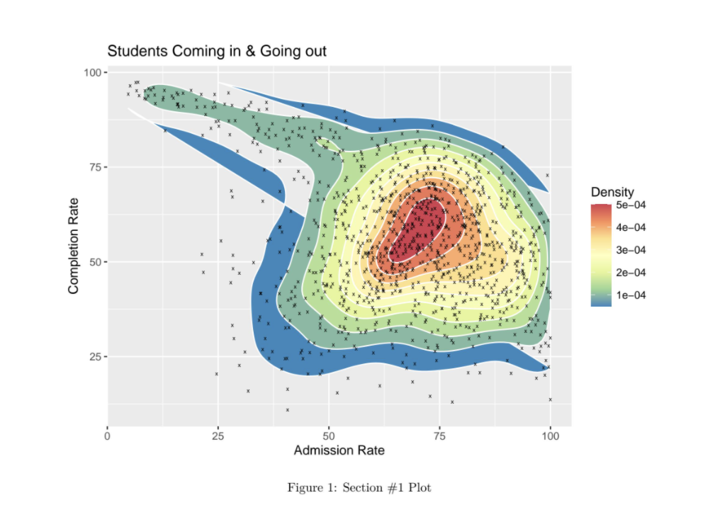 Students Coming in & Going out
100
75
50
25
Completion Rate
0 25 50 75 100
Admission Rate
Density
5e−04
4e−04
3e−04
2e−04
1e−04
Figure 1: Section #1 Plot